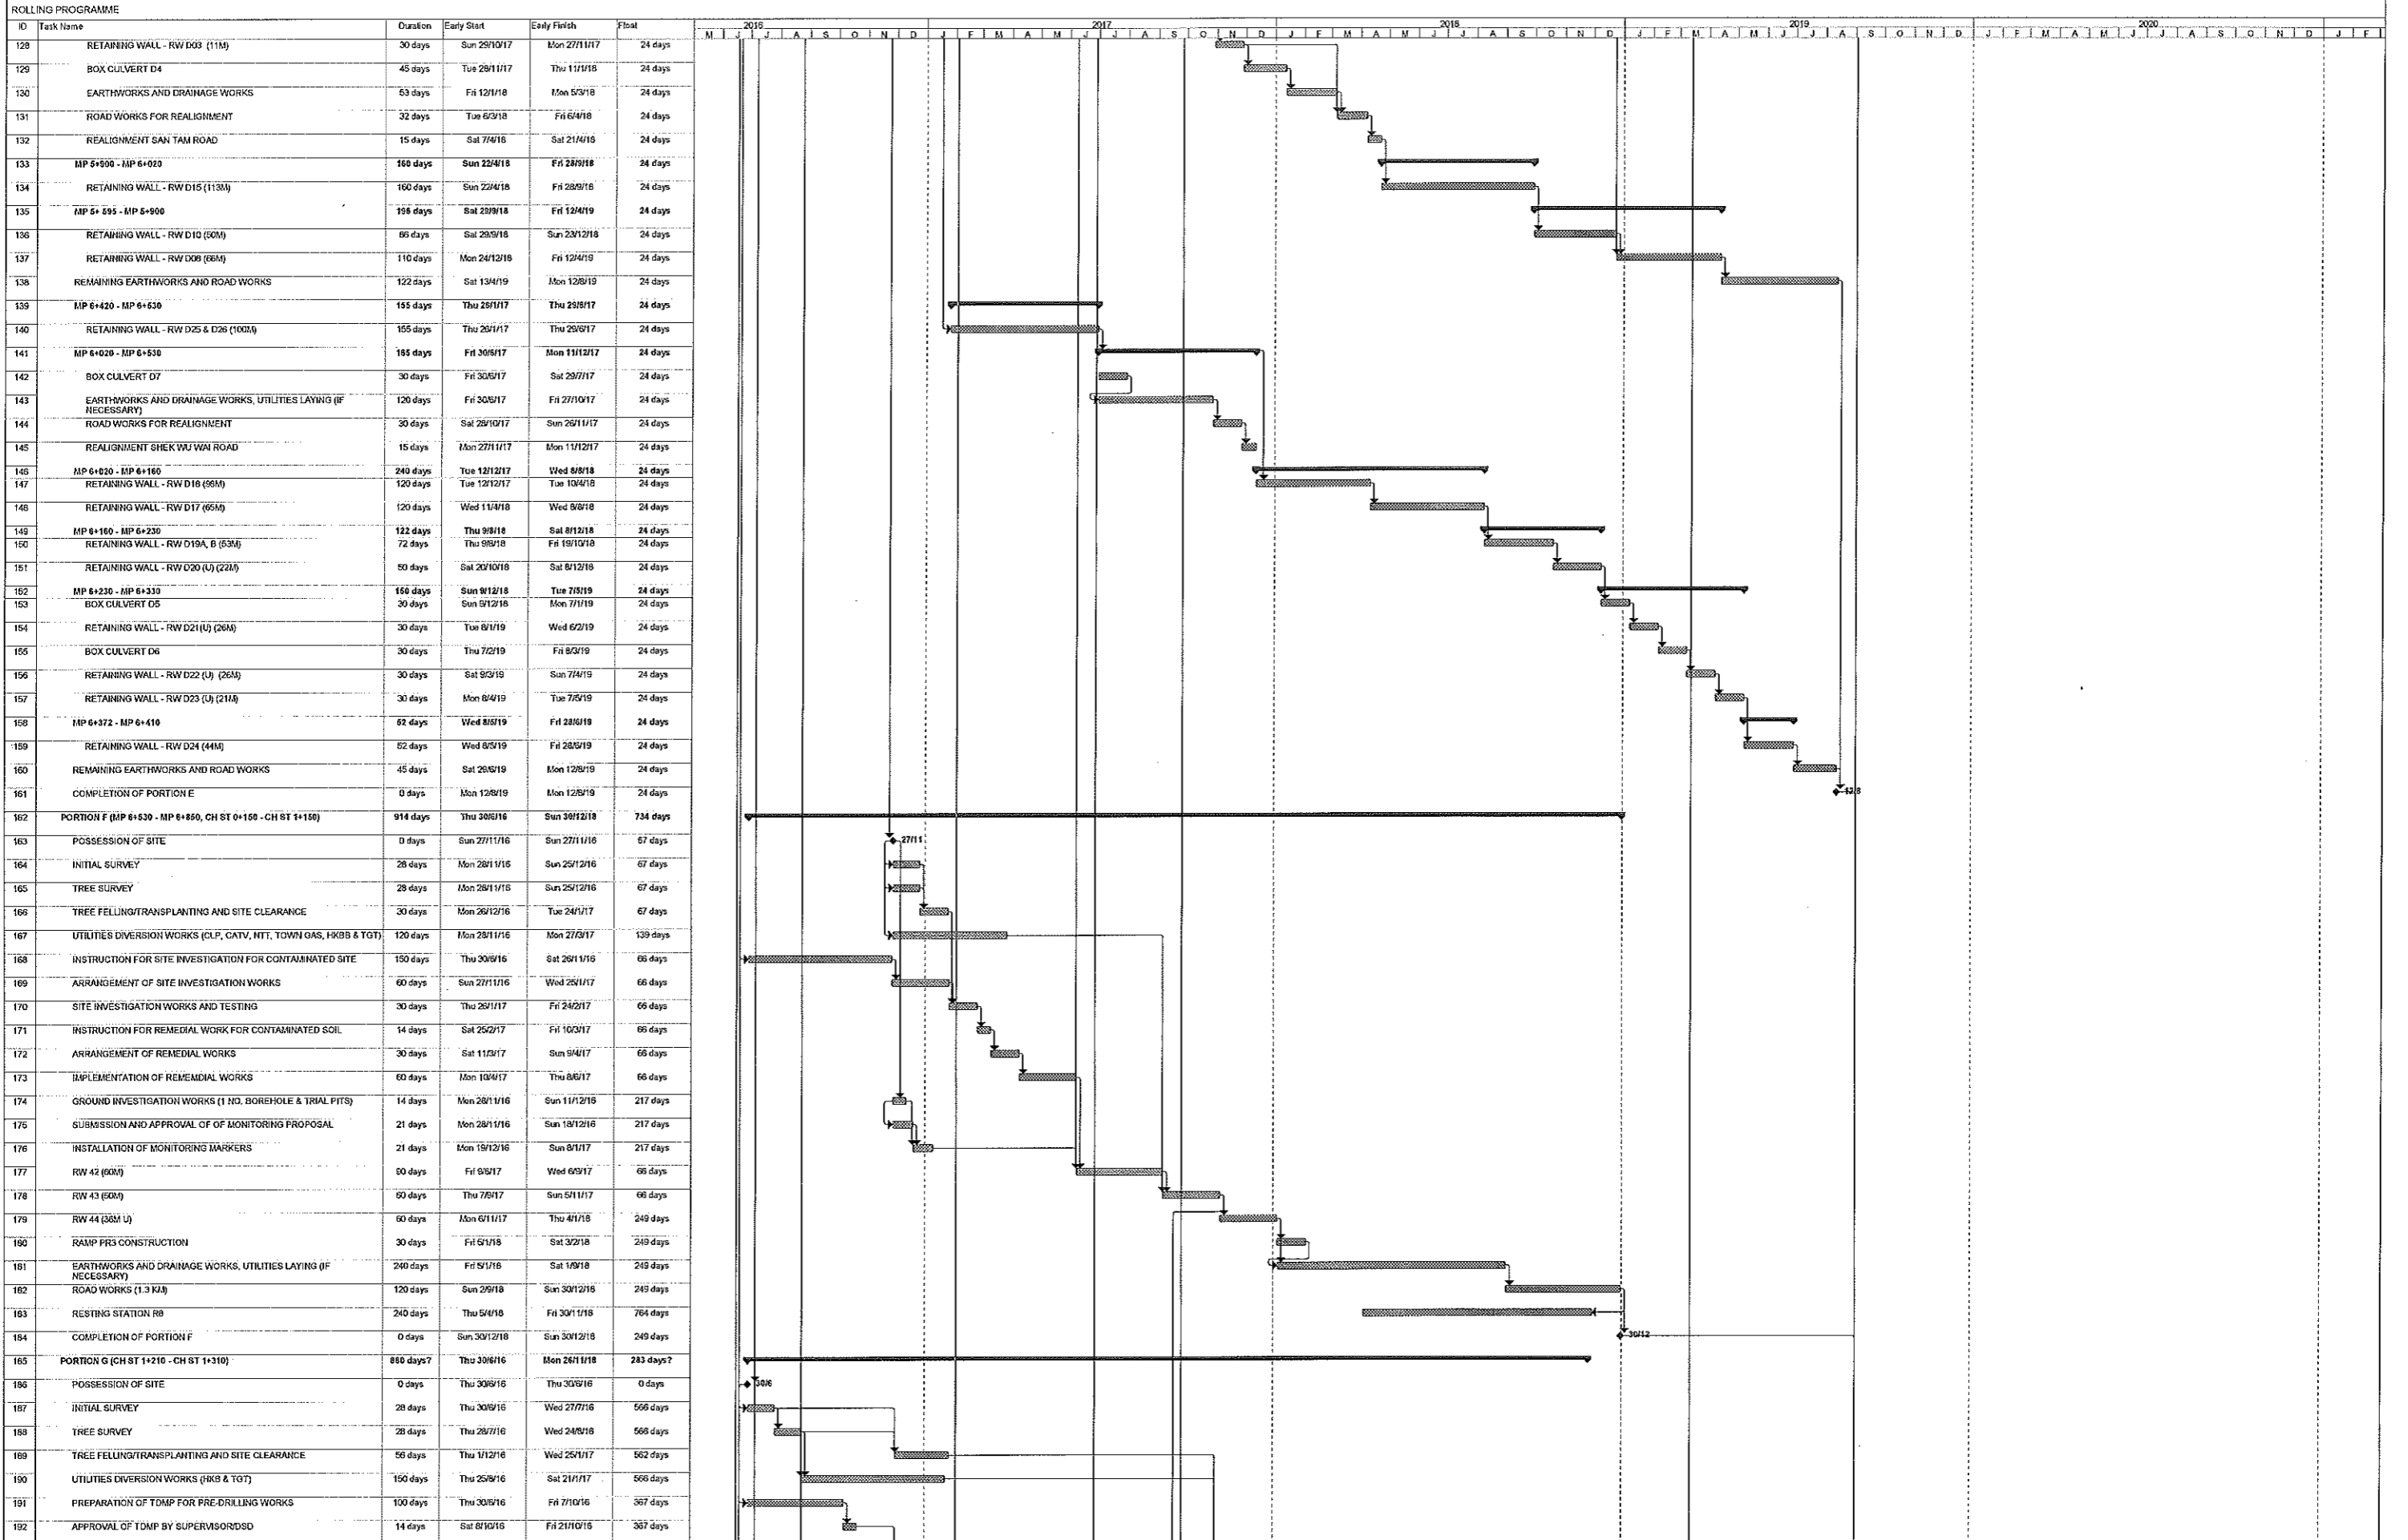 ROLLING PROGRAMME
ID Task Name Duration Early Start Early Finish Float 2016 2017 2018 2019 2020
M J J A S O N D J F M A M J J A S O N D J F M A M J J A S O N D J F M A M J J A S O N D J F M A M J J A S O N D J F
128 RETAINING WALL - RW D03 (11M) 30 days Sun 29/10/17 Mon 27/11/17 24 days
129 BOX CULVERT D4 45 days Tue 28/11/17 Thu 11/1/18 24 days
130 EARTHWORKS AND DRAINAGE WORKS 53 days Fri 12/1/18 Mon 5/3/18 24 days
131 ROAD WORKS FOR REALIGNMENT 32 days Tue 6/3/18 Fri 6/4/18 24 days
132 REALIGNMENT SAN TAM ROAD 15 days Sat 7/4/18 Sat 21/4/18 24 days
133 MP 5+900 - MP 6+020 160 days Sun 22/4/18 Fri 28/9/18 24 days
134 RETAINING WALL - RW D15 (113M) 160 days Sun 22/4/18 Fri 28/9/18 24 days
135 MP 5+ 595 - MP 5+900 196 days Sat 29/9/18 Fri 12/4/19 24 days
136 RETAINING WALL - RW D10 (50M) 86 days Sat 29/9/18 Sun 23/12/18 24 days
137 RETAINING WALL - RW D08 (66M) 110 days Mon 24/12/18 Fri 12/4/19 24 days
138 REMAINING EARTHWORKS AND ROAD WORKS 122 days Sat 13/4/19 Mon 12/8/19 24 days
139 MP 6+420 - MP 6+530 155 days Thu 26/1/17 Thu 29/6/17 24 days
140 RETAINING WALL - RW D25 & D26 (100M) 155 days Thu 26/1/17 Thu 29/6/17 24 days
141 MP 6+020 - MP 6+530 165 days Fri 30/6/17 Mon 11/12/17 24 days
142 BOX CULVERT D7 30 days Fri 30/6/17 Sat 29/7/17 24 days
143 EARTHWORKS AND DRAINAGE WORKS, UTILITIES LAYING (IF 120 days Fri 30/6/17 Fri 27/10/17 24 days
NECESSARY)
144 ROAD WORKS FOR REALIGNMENT 30 days Sat 28/10/17 Sun 26/11/17 24 days
145 REALIGNMENT SHEK WU WAI ROAD 15 days Mon 27/11/17 Mon 11/12/17 24 days
146 MP 6+020 - MP 6+160 240 days Tue 12/12/17 Wed 8/8/18 24 days
147 RETAINING WALL - RW D18 (98M) 120 days Tue 12/12/17 Tue 10/4/18 24 days
148 RETAINING WALL - RW D17 (65M) 120 days Wed 11/4/18 Wed 8/8/18 24 days
149 MP 6+160 - MP 6+230 122 days Thu 9/8/18 Sat 8/12/18 24 days
150 RETAINING WALL - RW D19A, B (53M) 72 days Thu 9/8/18 Fri 19/10/18 24 days
151 RETAINING WALL - RW D20 (U) (22M) 50 days Sat 20/10/18 Sat 8/12/18 24 days
152 MP 6+230 - MP 6+330 150 days Sun 9/12/18 Tue 7/5/19 24 days
153 BOX CULVERT D5 30 days Sun 9/12/18 Mon 7/1/19 24 days
154 RETAINING WALL - RW D21(U) (26M) 30 days Tue 8/1/19 Wed 6/2/19 24 days
155 BOX CULVERT D6 30 days Thu 7/2/19 Fri 8/3/19 24 days
156 RETAINING WALL - RW D22 (U) (26M) 30 days Sat 9/3/19 Sun 7/4/19 24 days
157 RETAINING WALL - RW D23 (U) (21M) 30 days Mon 8/4/19 Tue 7/5/19 24 days
158 MP 6+372 - MP 6+410 52 days Wed 8/5/19 Fri 28/6/19 24 days
159 RETAINING WALL - RW D24 (44M) 52 days Wed 8/5/19 Fri 28/6/19 24 days
160 REMAINING EARTHWORKS AND ROAD WORKS 45 days Sat 29/6/19 Mon 12/8/19 24 days
161 COMPLETION OF PORTION E 0 days Mon 12/8/19 Mon 12/8/19 24 days 12/8
162 PORTION F (MP 6+530 - MP 6+850, CH ST 0+150 - CH ST 1+150) 914 days Thu 30/6/16 Sun 30/12/18 734 days
163 POSSESSION OF SITE 0 days Sun 27/11/16 Sun 27/11/16 67 days 27/11
164 INITIAL SURVEY 28 days Mon 28/11/16 Sun 25/12/16 67 days
165 TREE SURVEY 28 days Mon 28/11/16 Sun 25/12/16 67 days
166 TREE FELLING/TRANSPLANTING AND SITE CLEARANCE 30 days Mon 26/12/16 Tue 24/1/17 67 days
167 UTILITIES DIVERSION WORKS (CLP, CATV, NTT, TOWN GAS, HKBB & TGT) 120 days Mon 28/11/16 Mon 27/3/17 139 days
168 INSTRUCTION FOR SITE INVESTIGATION FOR CONTAMINATED SITE 150 days Thu 30/6/16 Sat 26/11/16 66 days
169 ARRANGEMENT OF SITE INVESTIGATION WORKS 60 days Sun 27/11/16 Wed 25/1/17 66 days
170 SITE INVESTIGATION WORKS AND TESTING 30 days Thu 26/1/17 Fri 24/2/17 66 days
171 INSTRUCTION FOR REMEDIAL WORK FOR CONTAMINATED SOIL 14 days Sat 25/2/17 Fri 10/3/17 66 days
172 ARRANGEMENT OF REMEDIAL WORKS 30 days Sat 11/3/17 Sun 9/4/17 66 days
173 IMPLEMENTATION OF REMEMDIAL WORKS 60 days Mon 10/4/17 Thu 8/6/17 66 days
174 GROUND INVESTIGATION WORKS (1 NO. BOREHOLE & TRIAL PITS) 14 days Mon 28/11/16 Sun 11/12/16 217 days
175 SUBMISSION AND APPROVAL OF OF MONITORING PROPOSAL 21 days Mon 28/11/16 Sun 18/12/16 217 days
176 INSTALLATION OF MONITORING MARKERS 21 days Mon 19/12/16 Sun 8/1/17 217 days
177 RW 42 (60M) 90 days Fri 9/6/17 Wed 6/9/17 66 days
178 RW 43 (50M) 60 days Thu 7/9/17 Sun 5/11/17 66 days
179 RW 44 (36M U) 60 days Mon 6/11/17 Thu 4/1/18 249 days
180 RAMP PR3 CONSTRUCTION 30 days Fri 5/1/18 Sat 3/2/18 249 days
181 EARTHWORKS AND DRAINAGE WORKS, UTILITIES LAYING (IF 240 days Fri 5/1/18 Sat 1/9/18 249 days
NECESSARY)
182 ROAD WORKS (1.3 KM) 120 days Sun 2/9/18 Sun 30/12/18 249 days
183 RESTING STATION R8 240 days Thu 5/4/18 Fri 30/11/18 764 days
184 COMPLETION OF PORTION F 0 days Sun 30/12/18 Sun 30/12/18 249 days 30/12
185 PORTION G (CH ST 1+210 - CH ST 1+310) 880 days? Thu 30/6/16 Mon 26/11/18 283 days?
186 POSSESSION OF SITE 0 days Thu 30/6/16 Thu 30/6/16 0 days 30/6
187 INITIAL SURVEY 28 days Thu 30/6/16 Wed 27/7/16 566 days
188 TREE SURVEY 28 days Thu 28/7/16 Wed 24/8/16 566 days
189 TREE FELLING/TRANSPLANTING AND SITE CLEARANCE 56 days Thu 1/12/16 Wed 25/1/17 562 days
190 UTILITIES DIVERSION WORKS (HKB & TGT) 150 days Thu 25/8/16 Sat 21/1/17 566 days
191 PREPARATION OF TDMP FOR PRE-DRILLING WORKS 100 days Thu 30/6/16 Fri 7/10/16 367 days
192 APPROVAL OF TDMP BY SUPERVISOR/DSD 14 days Sat 8/10/16 Fri 21/10/16 367 days